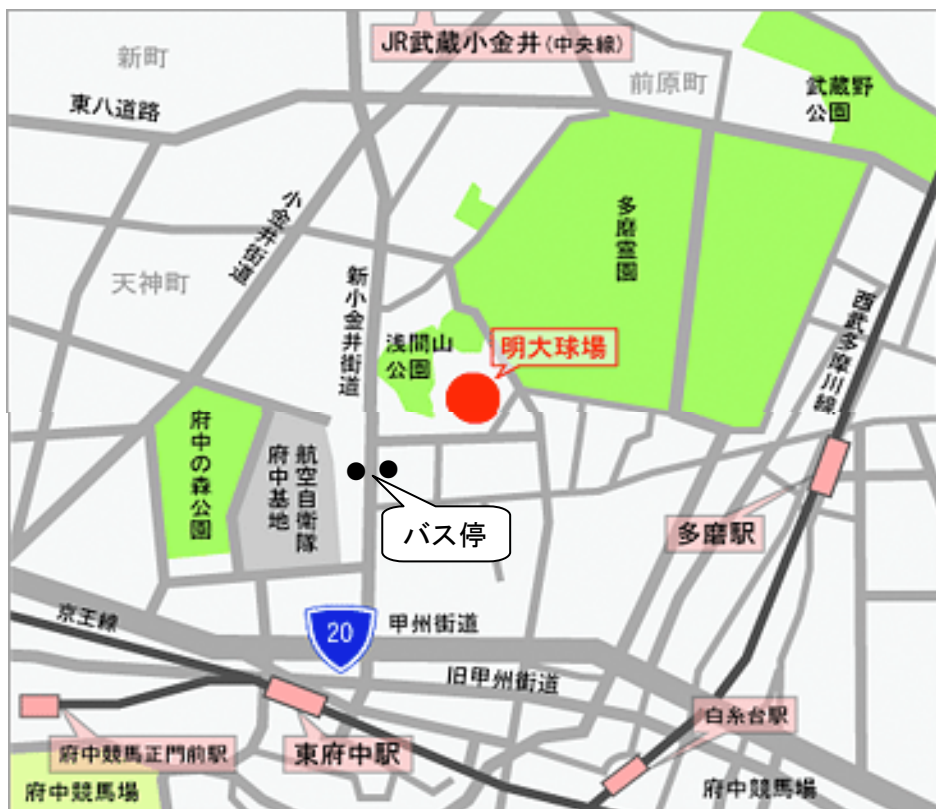 JR武蔵小金井(中央線)
新町
前原町
武蔵野
公園
東八道路
小金井街道
多磨霊園
天神町
新小金井街道
西武多摩川線
浅間山
公園
明大球場
府中の森公園
航空自衛隊
府中基地
バス停
多磨駅
京王線
20
甲州街道
旧甲州街道
白糸台駅
府中競馬正門前駅
東府中駅
府中競馬場
府中競馬場